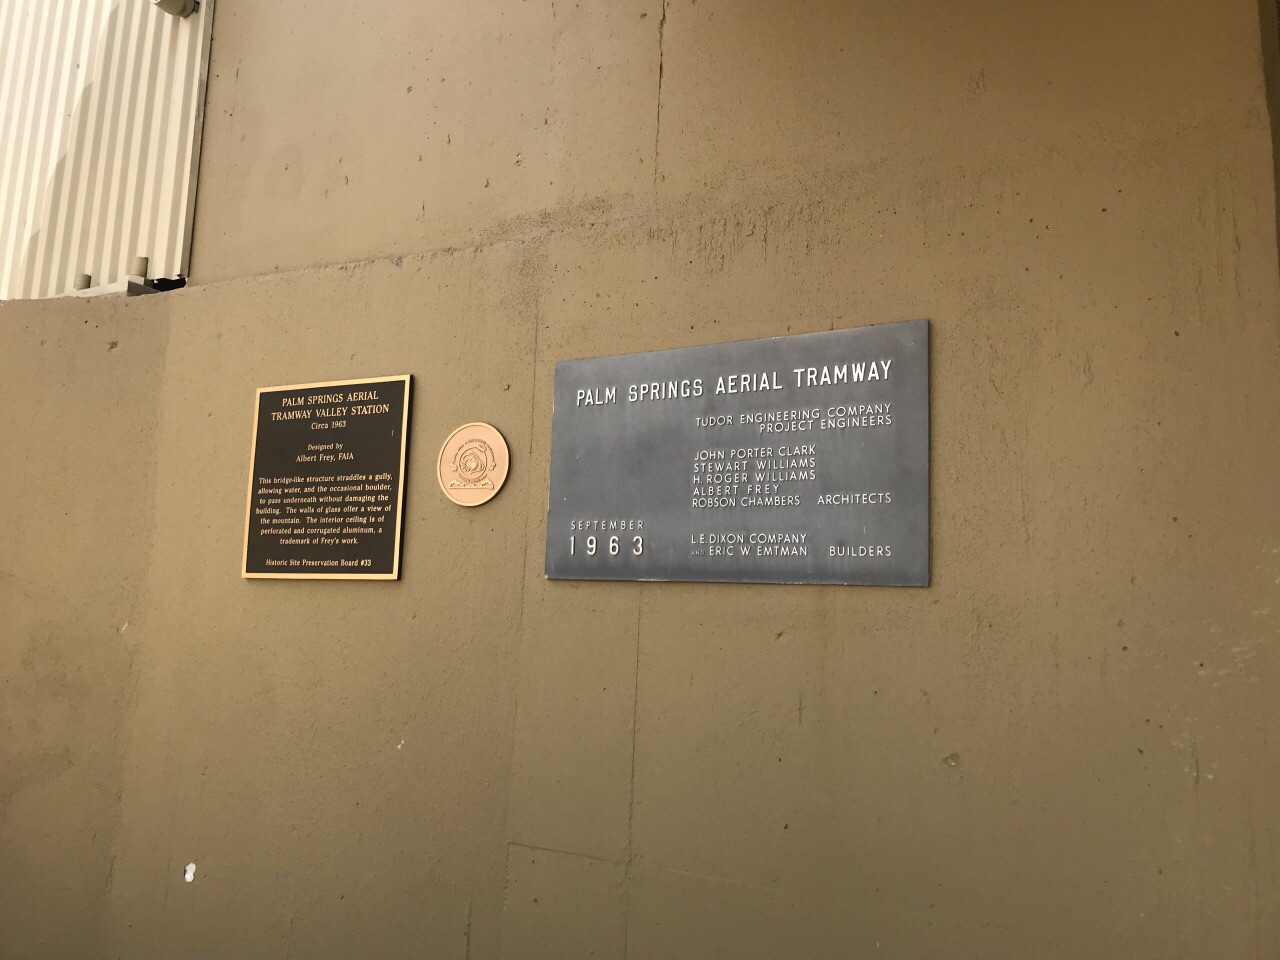 PALM SPRINGS AERIAL
TRAMWAY VALLEY STATION
Circa 1963
Designed by
Albert Frey, FAIA
This bridge-like structure straddles a gully,
allowing water, and the occasional boulder,
to pass underneath without damaging the
building. The walls of glass offer a view of
the mountain. The interior ceiling is of
perforated and corrugated aluminum, a
trademark of Frey's work.
Historic Site Preservation Board #33
PALM SPRINGS AERIAL TRAMWAY
TUDOR ENGINEERING COMPANY
PROJECT ENGINEERS
JOHN PORTER CLARK
STEWART WILLIAMS
H. ROGER WILLIAMS
ALBERT FREY
ROBSON CHAMBERS ARCHITECTS
SEPTEMBER
1963
L.E. DIXON COMPANY
AND ERIC W. EMTMAN BUILDERS